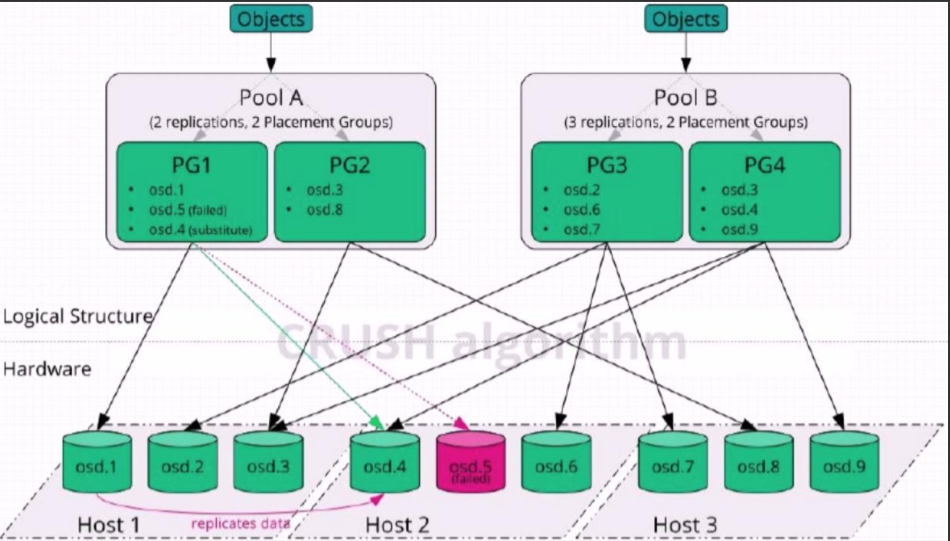 Objects
Objects
Pool A
(2 replications, 2 Placement Groups)
PG1
• osd.1
• osd.5 (failed)
• osd.4 (substitute)
PG2
• osd.3
• osd.8
Pool B
(3 replications, 2 Placement Groups)
PG3
• osd.2
• osd.6
• osd.7
PG4
• osd.3
• osd.4
• osd.9
Logical Structure
CRUSH algorithm
Hardware
osd.1
osd.2
osd.3
osd.4
osd.5
(failed)
osd.6
osd.7
osd.8
osd.9
replicates data
Host 1
Host 2
Host 3